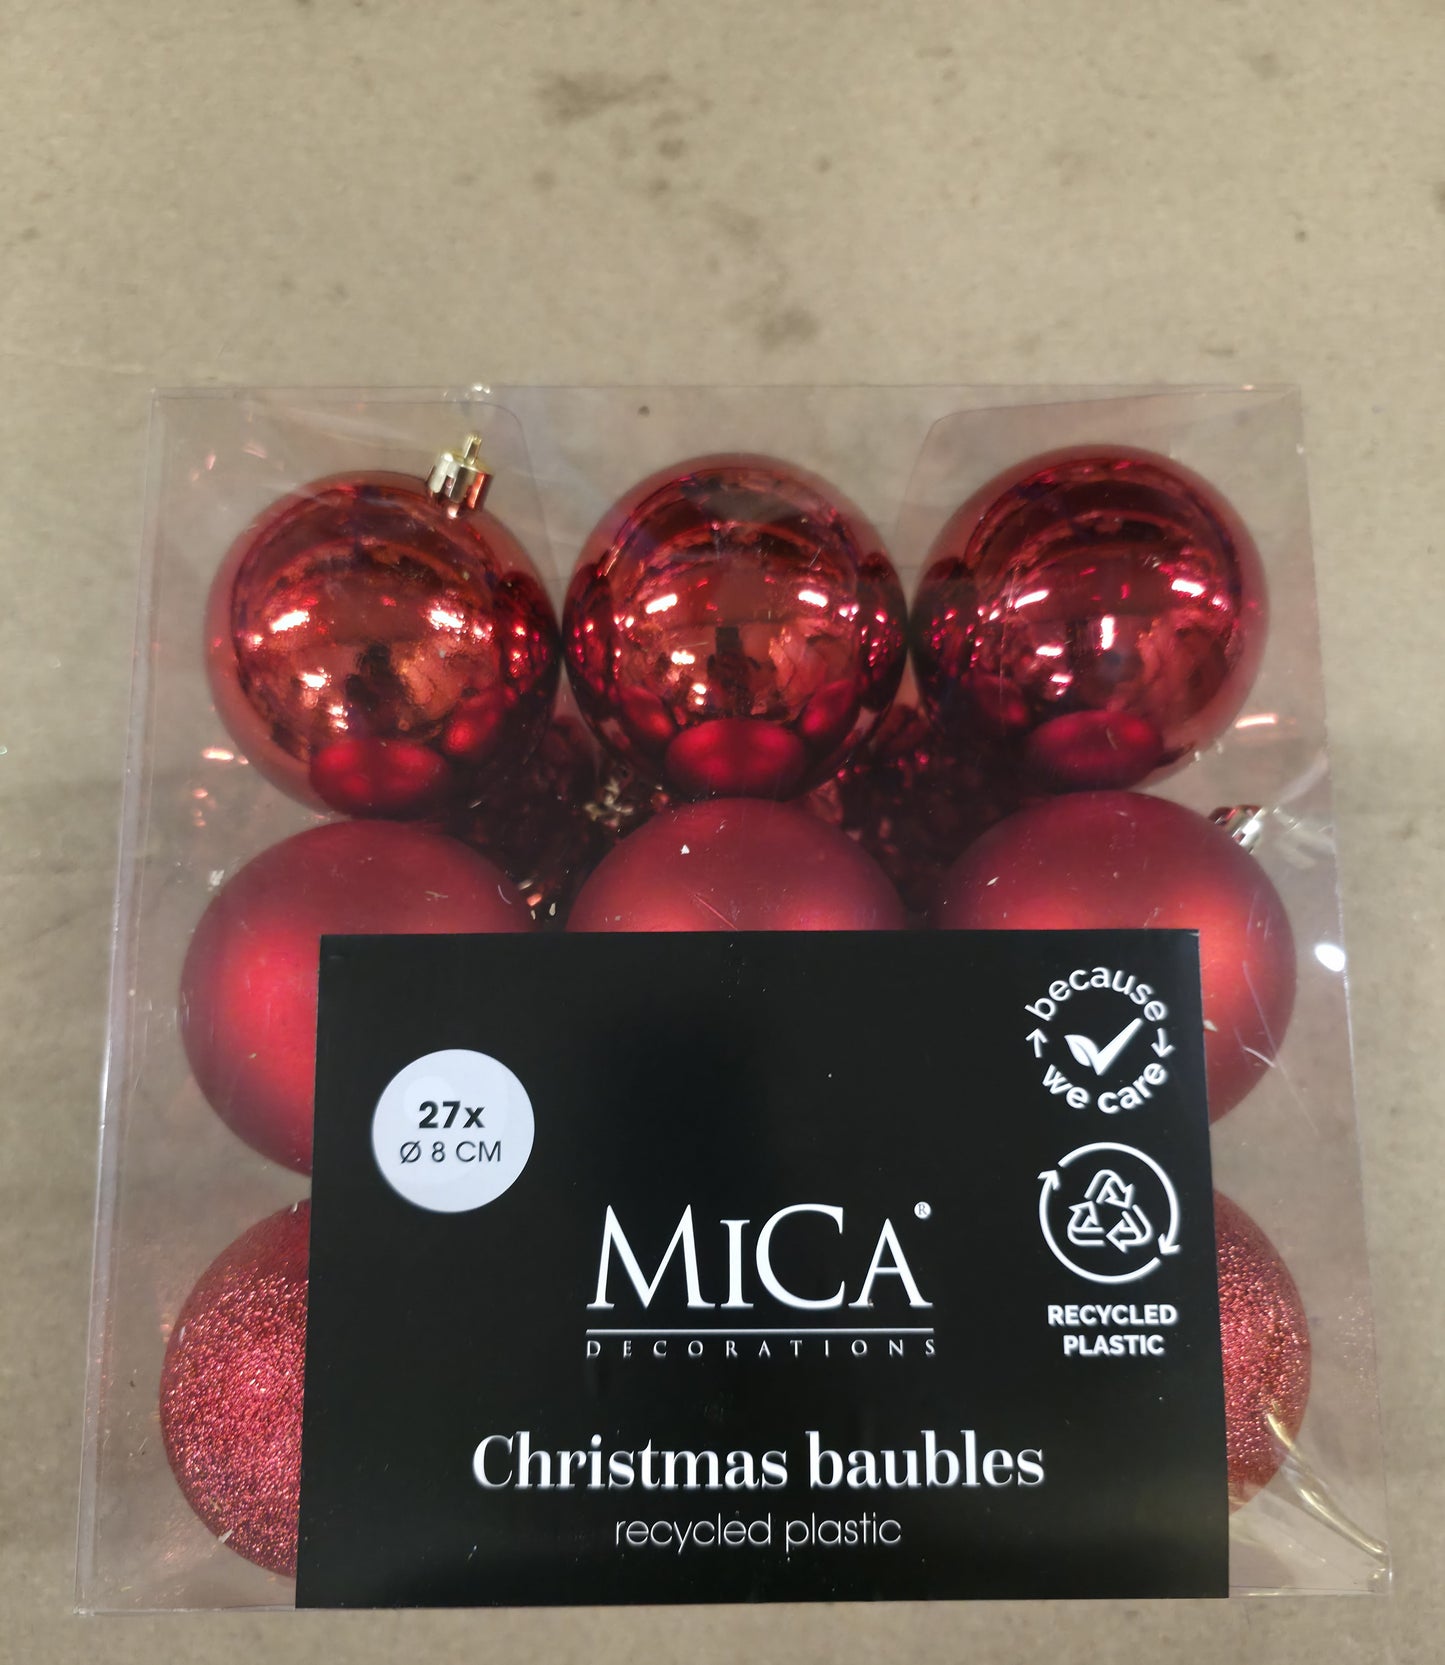 because
we care
27x
Ø 8 CM
MICA®
DECORATIONS
RECYCLED
PLASTIC
Christmas baubles
recycled plastic